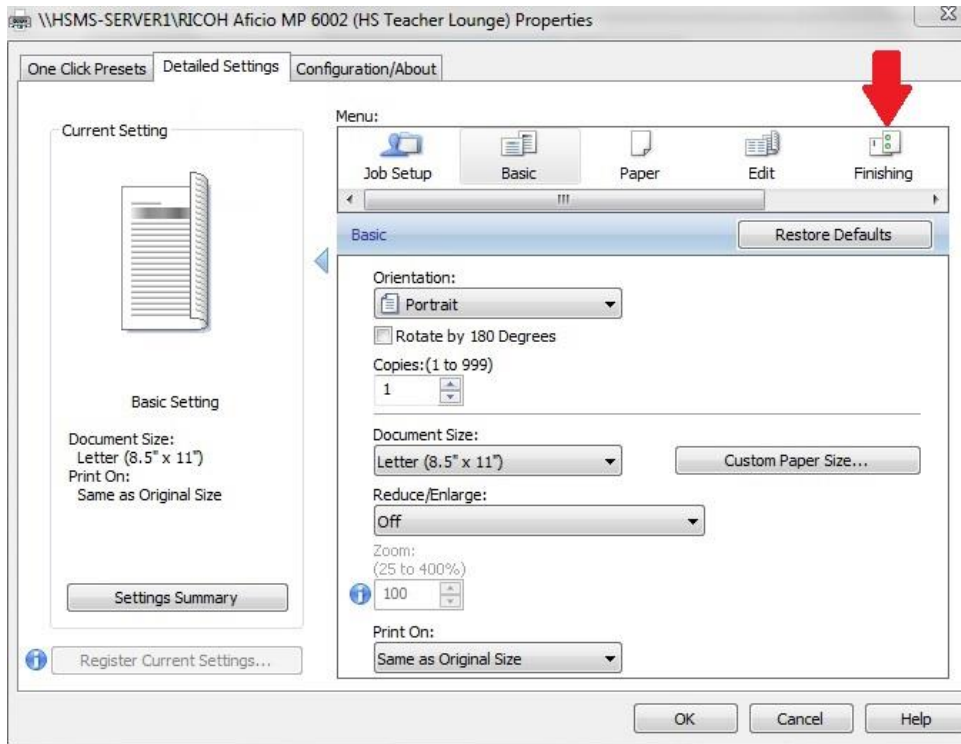 \\HSMS-SERVER1\RICOH Aficio MP 6002 (HS Teacher Lounge) Properties
One Click Presets Detailed Settings Configuration/About
Current Setting
Basic Setting
Document Size:
Letter (8.5" x 11")
Print On:
Same as Original Size
Settings Summary
Register Current Settings...
Menu:
Job Setup Basic Paper Edit Finishing
Basic Restore Defaults
Orientation:
Portrait
Rotate by 180 Degrees
Copies:(1 to 999)
1
Document Size:
Letter (8.5" x 11") Custom Paper Size...
Reduce/Enlarge:
Off
Zoom:
(25 to 400%)
100
Print On:
Same as Original Size
OK Cancel Help